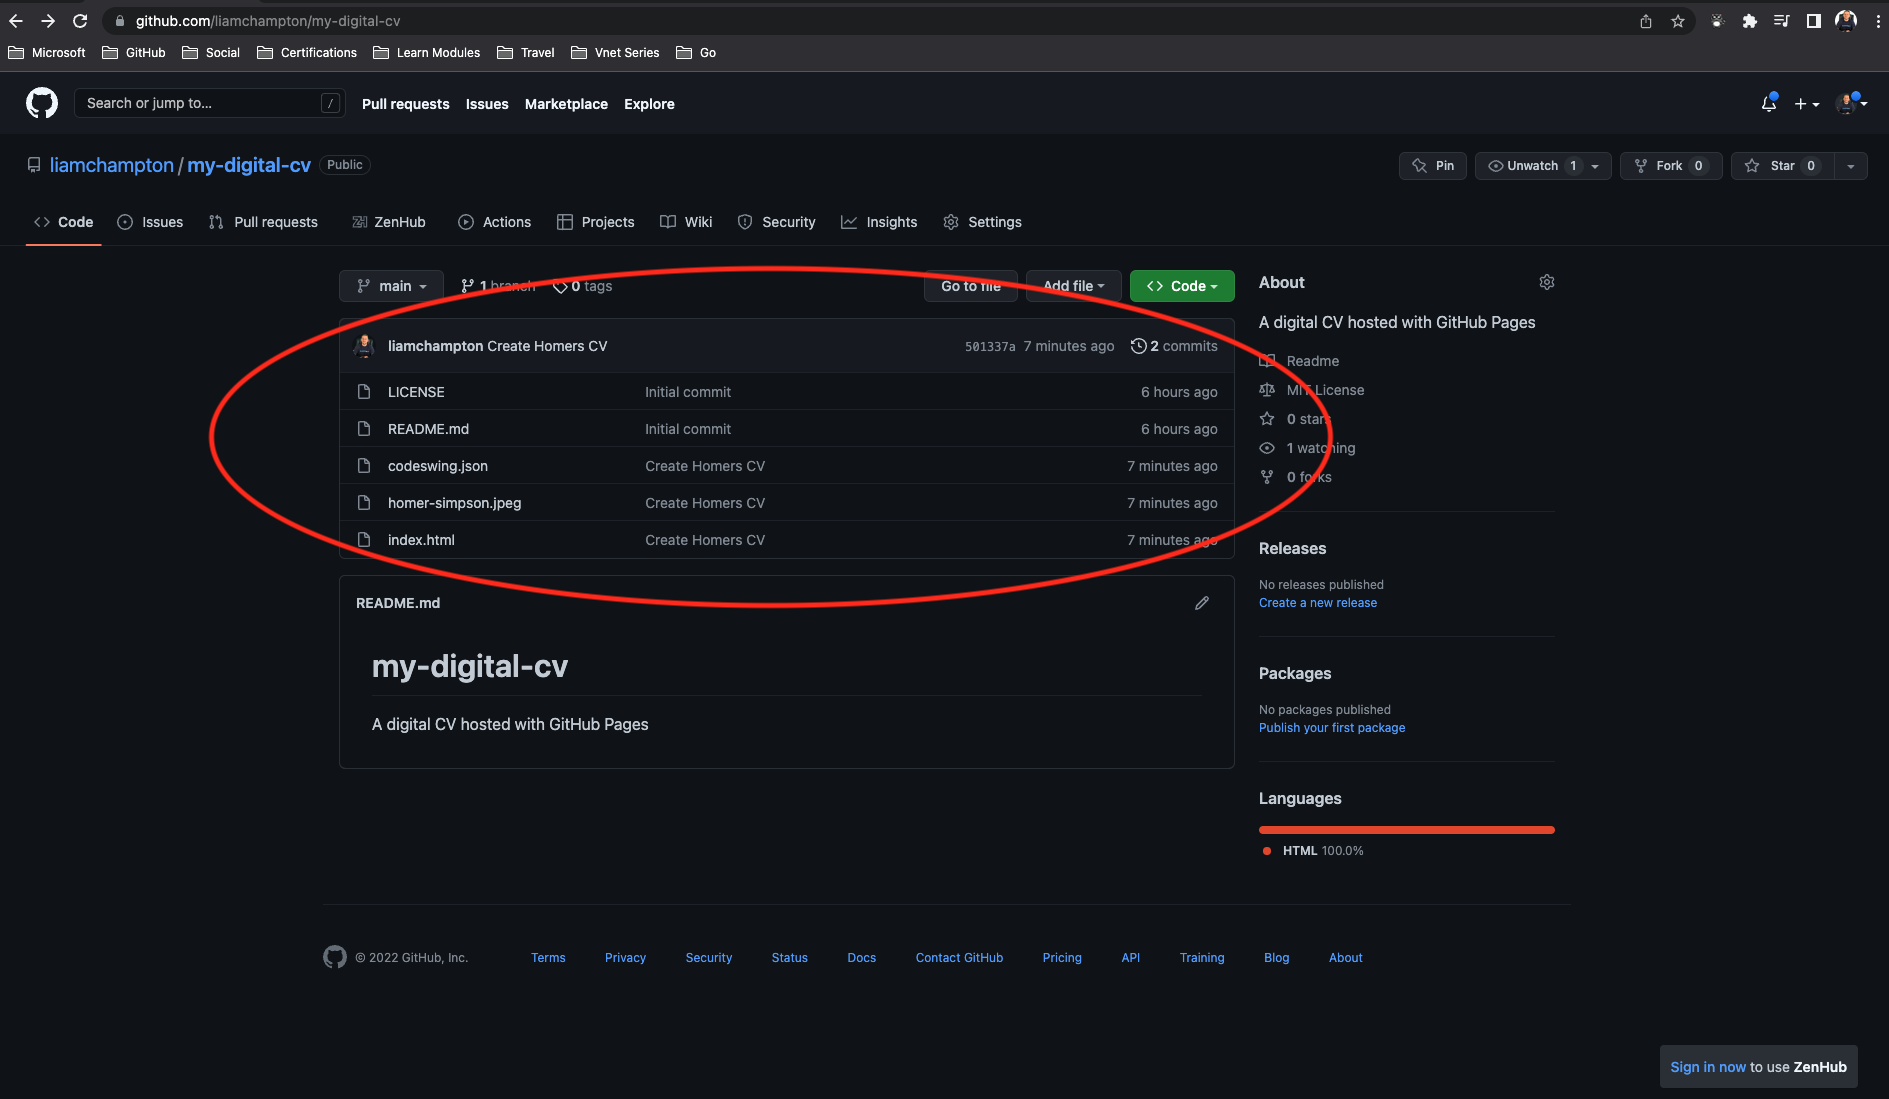 github.com/liamchampton/my-digital-cv
Microsoft GitHub Social Certifications Learn Modules Travel Vnet Series Go
Search or jump to... / Pull requests Issues Marketplace Explore
liamchampton / my-digital-cv Public Pin Unwatch 1 Fork 0 Star 0
Code Issues Pull requests ZenHub Actions Projects Wiki Security Insights Settings
main 1 branch 0 tags Go to file Add file Code
liamchampton Create Homers CV 501337a 7 minutes ago 2 commits
LICENSE Initial commit 6 hours ago
README.md Initial commit 6 hours ago
codeswing.json Create Homers CV 7 minutes ago
homer-simpson.jpeg Create Homers CV 7 minutes ago
index.html Create Homers CV 7 minutes ago
README.md
my-digital-cv
A digital CV hosted with GitHub Pages
About
A digital CV hosted with GitHub Pages
Readme
MIT License
0 stars
1 watching
0 forks
Releases
No releases published
Create a new release
Packages
No packages published
Publish your first package
Languages
HTML 100.0%
© 2022 GitHub, Inc. Terms Privacy Security Status Docs Contact GitHub Pricing API Training Blog About
Sign in now to use ZenHub